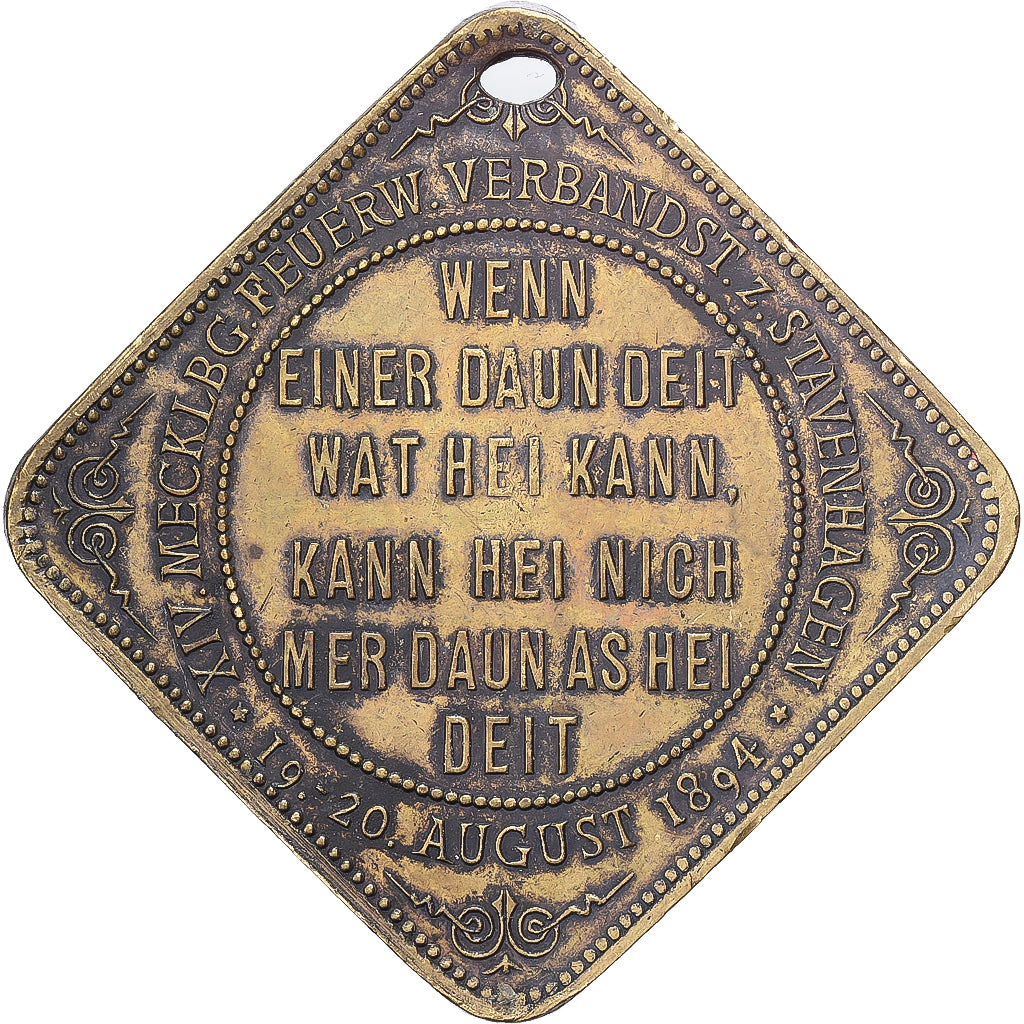 XIV. MECKLBG. FEUERW. VERBANDST. Z. STAVENHAGEN
WENN
EINER DAUN DEIT
WAT HEI KANN,
KANN HEI NICH
MER DAUN AS HEI
DEIT
* 19.-20. AUGUST 1894 *